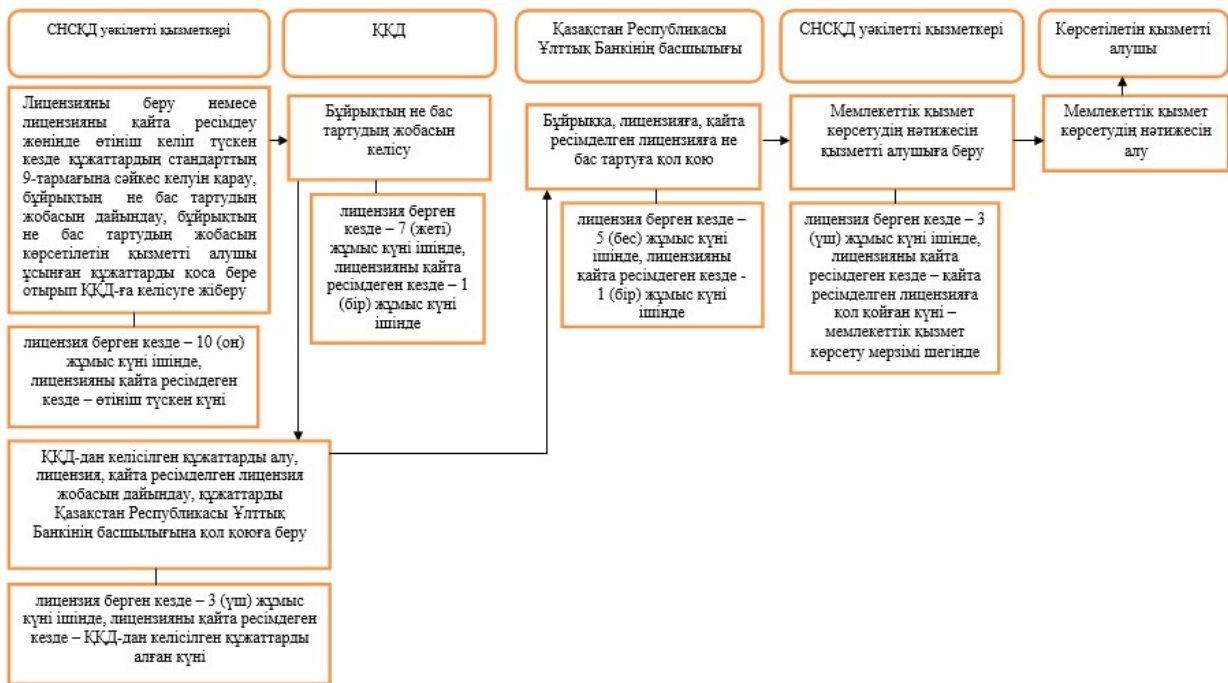 СНСҚД уәкілетті қызметкері
ҚҚД
Қазақстан Республикасы
Ұлттық Банкінің басшылығы
СНСҚД уәкілетті қызметкері
Көрсетілетін қызметті
алушы
Лицензияны беру немесе
лицензияны қайта ресімдеу
жөнінде өтініш келіп түскен
кезде құжаттардың стандарттың
9-тармағына сәйкес келуін қарау,
бұйрықтың не бас тартудың
жобасын дайындау, бұйрықтың
не бас тартудың жобасын
көрсетілетін қызметті алушы
ұсынған құжаттарды қоса бере
отырып ҚҚД-ға келісуге жіберу
лицензия берген кезде – 10 (он)
жұмыс күні ішінде,
лицензияны қайта ресімдеген
кезде – өтініш түскен күні
Бұйрықтың не бас
тартудың жобасын
келісу
лицензия берген
кезде – 7 (жеті)
жұмыс күні ішінде,
лицензияны қайта
ресімдеген кезде – 1
(бір) жұмыс күні
ішінде
ҚҚД-дан келісілген құжаттарды алу,
лицензия, қайта ресімделген лицензия
жобасын дайындау, құжаттарды
Қазақстан Республикасы Ұлттық
Банкінің басшылығына қол қоюға беру
лицензия берген кезде – 3 (үш) жұмыс
күні ішінде, лицензияны қайта ресімдеген
кезде – ҚҚД-дан келісілген құжаттарды
алған күні
Бұйрыққа, лицензияға, қайта
ресімделген лицензияға не
бас тартуға қол қою
лицензия берген кезде –
5 (бес) жұмыс күні
ішінде, лицензияны
қайта ресімдеген кезде -
1 (бір) жұмыс күні
ішінде
Мемлекеттік қызмет
көрсетудің нәтижесін
қызметті алушыға беру
лицензия берген кезде – 3
(үш) жұмыс күні ішінде,
лицензияны қайта
ресімдеген кезде – қайта
ресімделген лицензияға
қол қойған күні –
мемлекеттік қызмет
көрсету мерзімі шегінде
Мемлекеттік қызмет
көрсетудің нәтижесін
алу